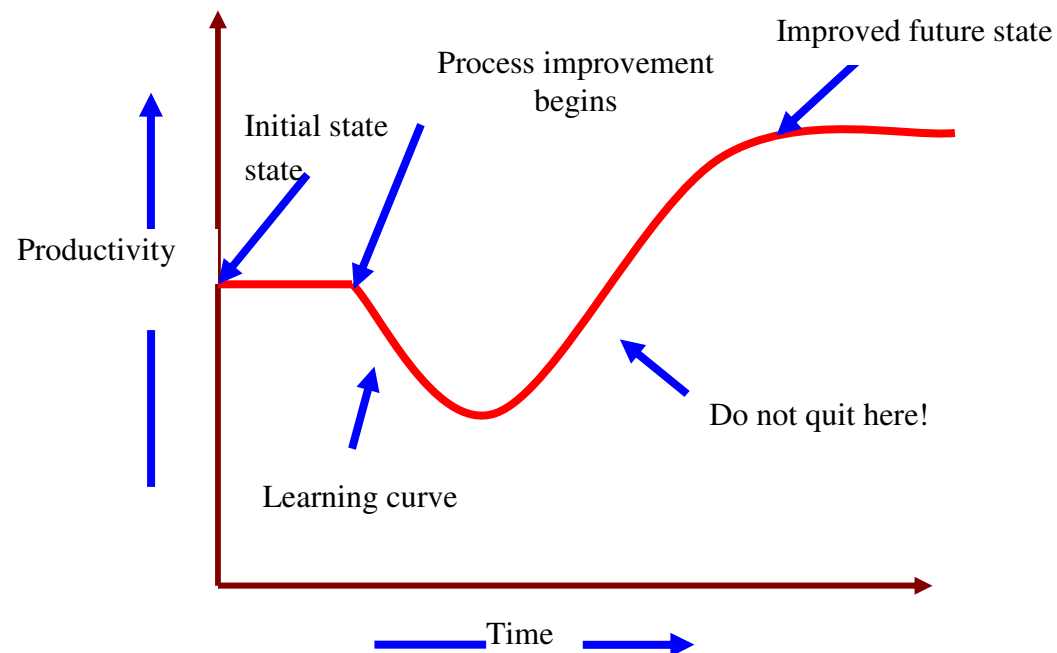 Improved future state
Process improvement
begins
Initial state
state
Productivity
Do not quit here!
Learning curve
Time